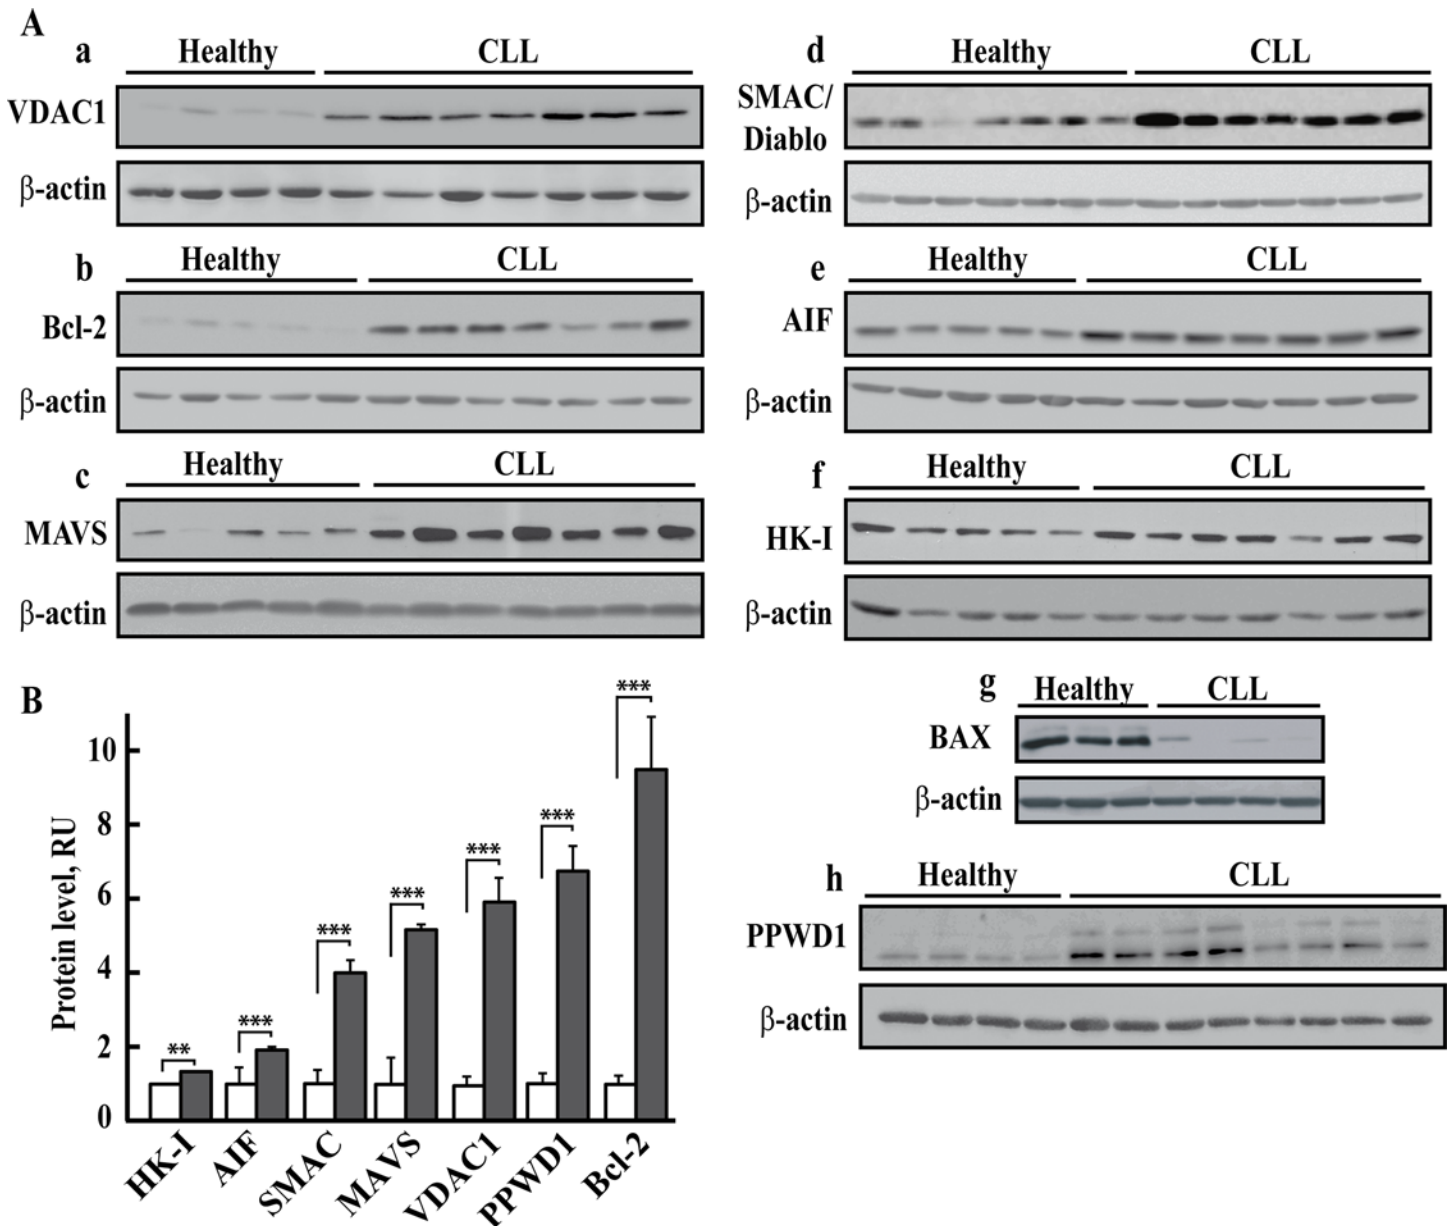 A
a
Healthy
CLL
VDAC1
β-actin
b
Healthy
CLL
Bcl-2
β-actin
c
Healthy
CLL
MAVS
β-actin
d
Healthy
CLL
SMAC/
Diablo
β-actin
e
Healthy
CLL
AIF
β-actin
f
Healthy
CLL
HK-I
β-actin
g
Healthy
CLL
BAX
β-actin
h
Healthy
CLL
PPWD1
β-actin
B
Protein level, RU
10
8
6
4
2
0
**
***
***
***
***
***
***
HK-I
AIF
SMAC
MAVS
VDAC1
PPWD1
Bcl-2